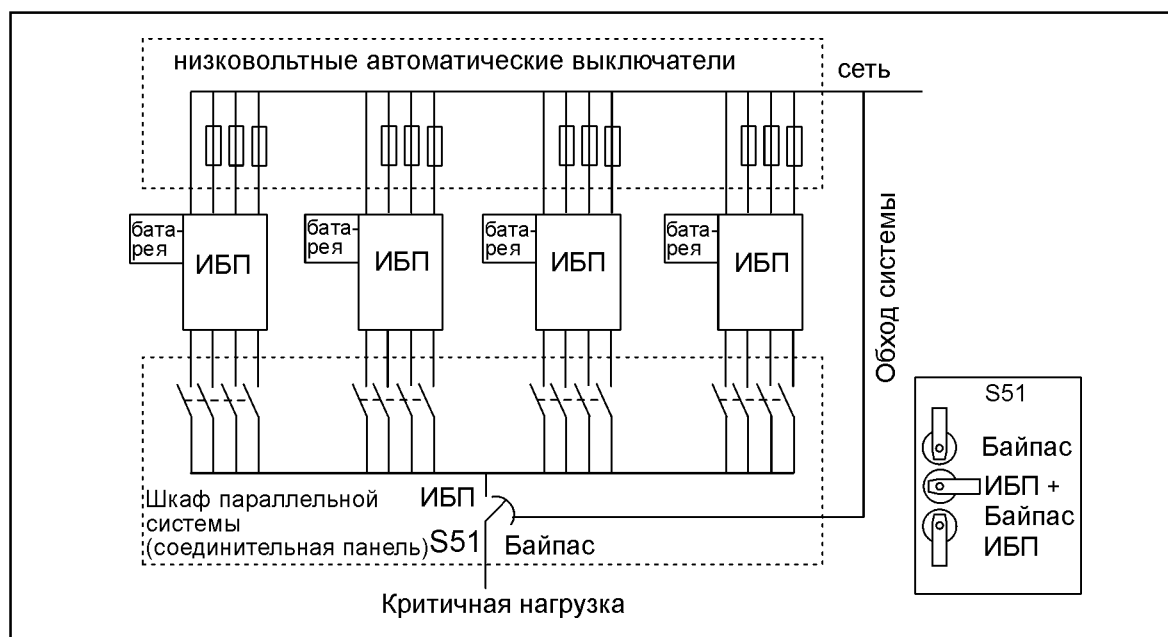 низковольтные автоматические выключатели
сеть
бата-
рея
ИБП
бата-
рея
ИБП
бата-
рея
ИБП
бата-
рея
ИБП
Обход системы
ИБП
Шкаф параллельной
системы
(соединительная панель)
S51
Байпас
Критичная нагрузка
S51
Байпас
ИБП +
Байпас
ИБП